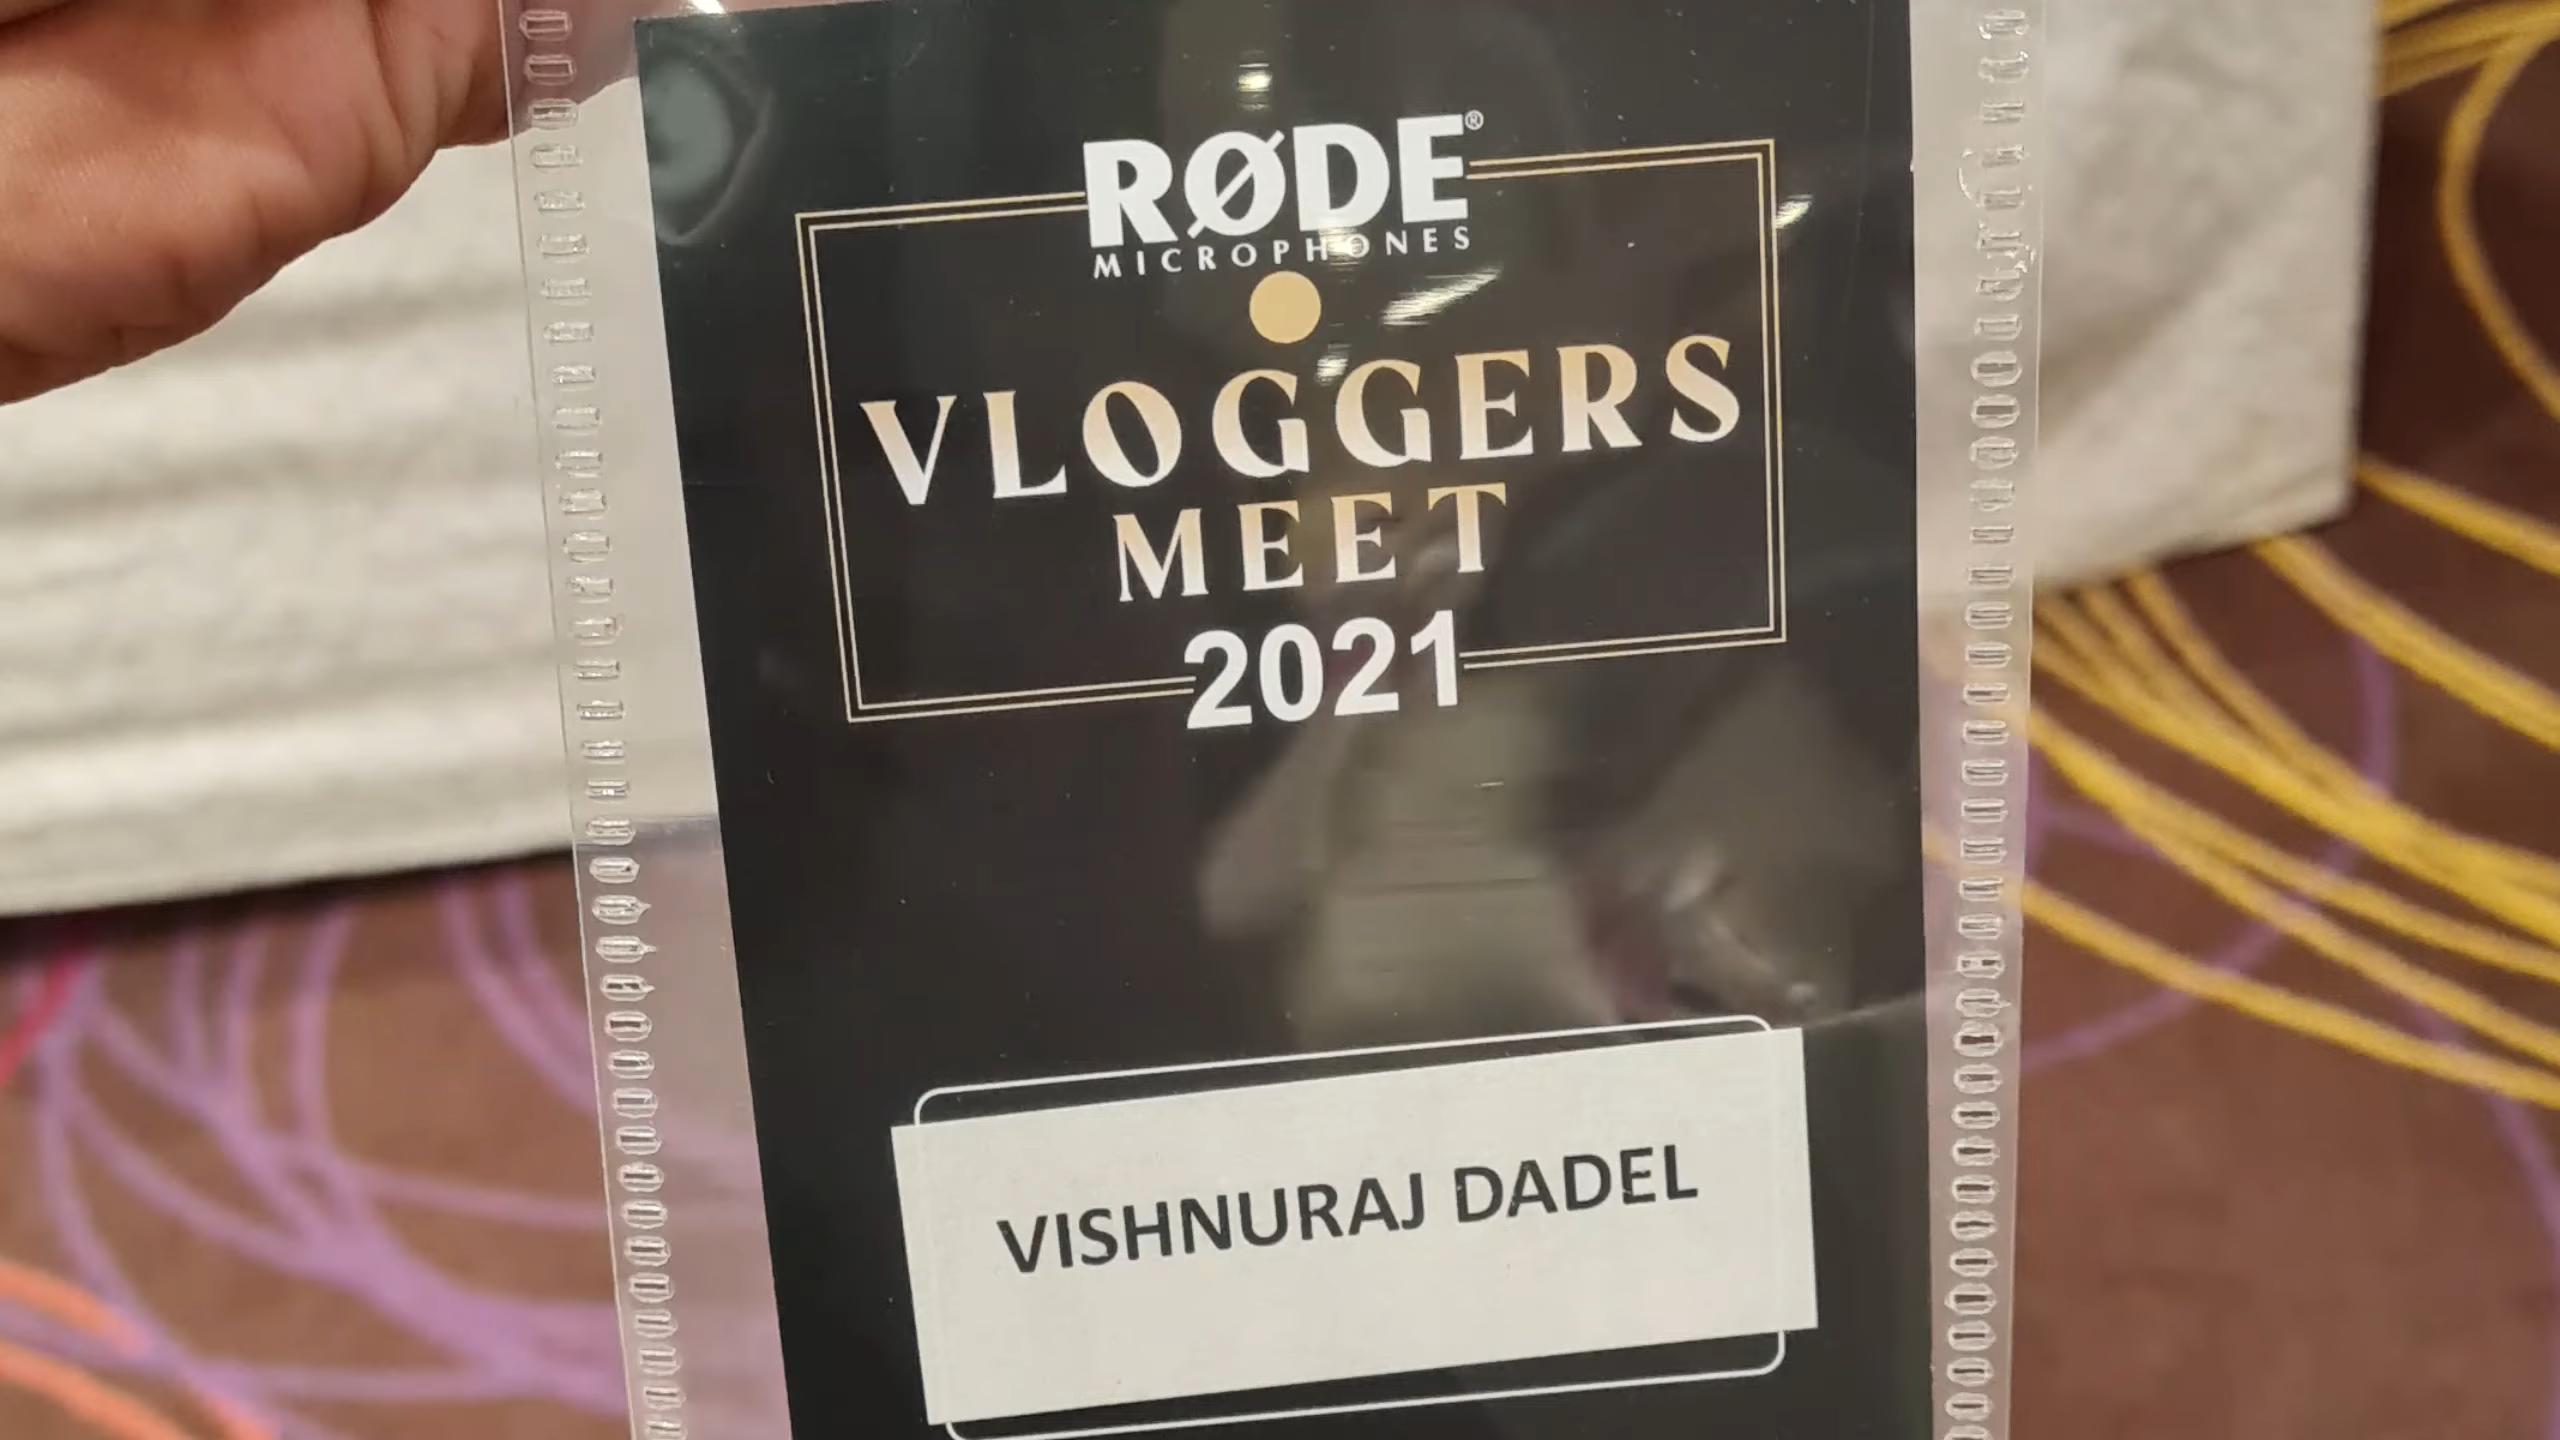 RØDE®
MICROPHONES
VLOGGERS
MEET
2021
VISHNURAJ DADEL